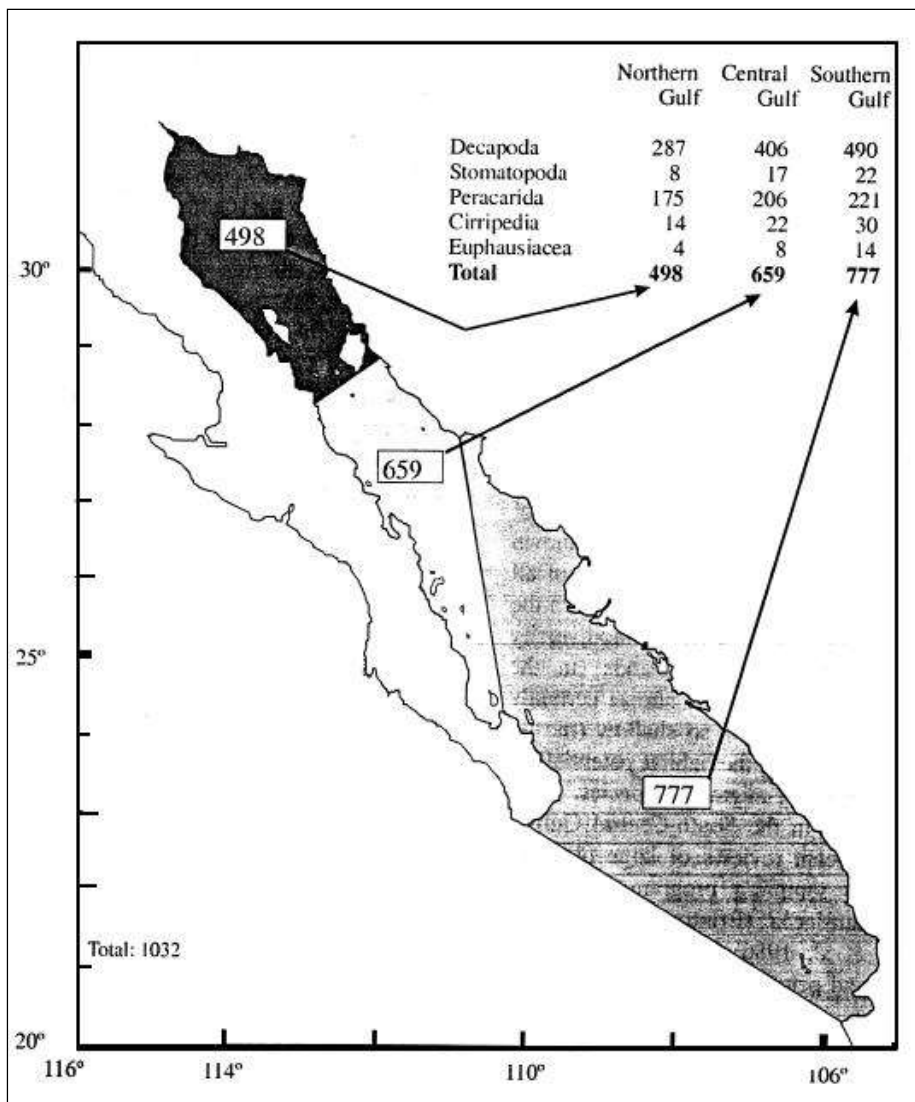 Northern Central Southern
Gulf Gulf Gulf
Decapoda 287 406 490
Stomatopoda 8 17 22
Peracarida 175 206 221
Cirripedia 14 22 30
Euphausiacea 4 8 14
Total 498 659 777
498
30º
659
25º
777
Total: 1032
20º
116º 114º 110º 106º